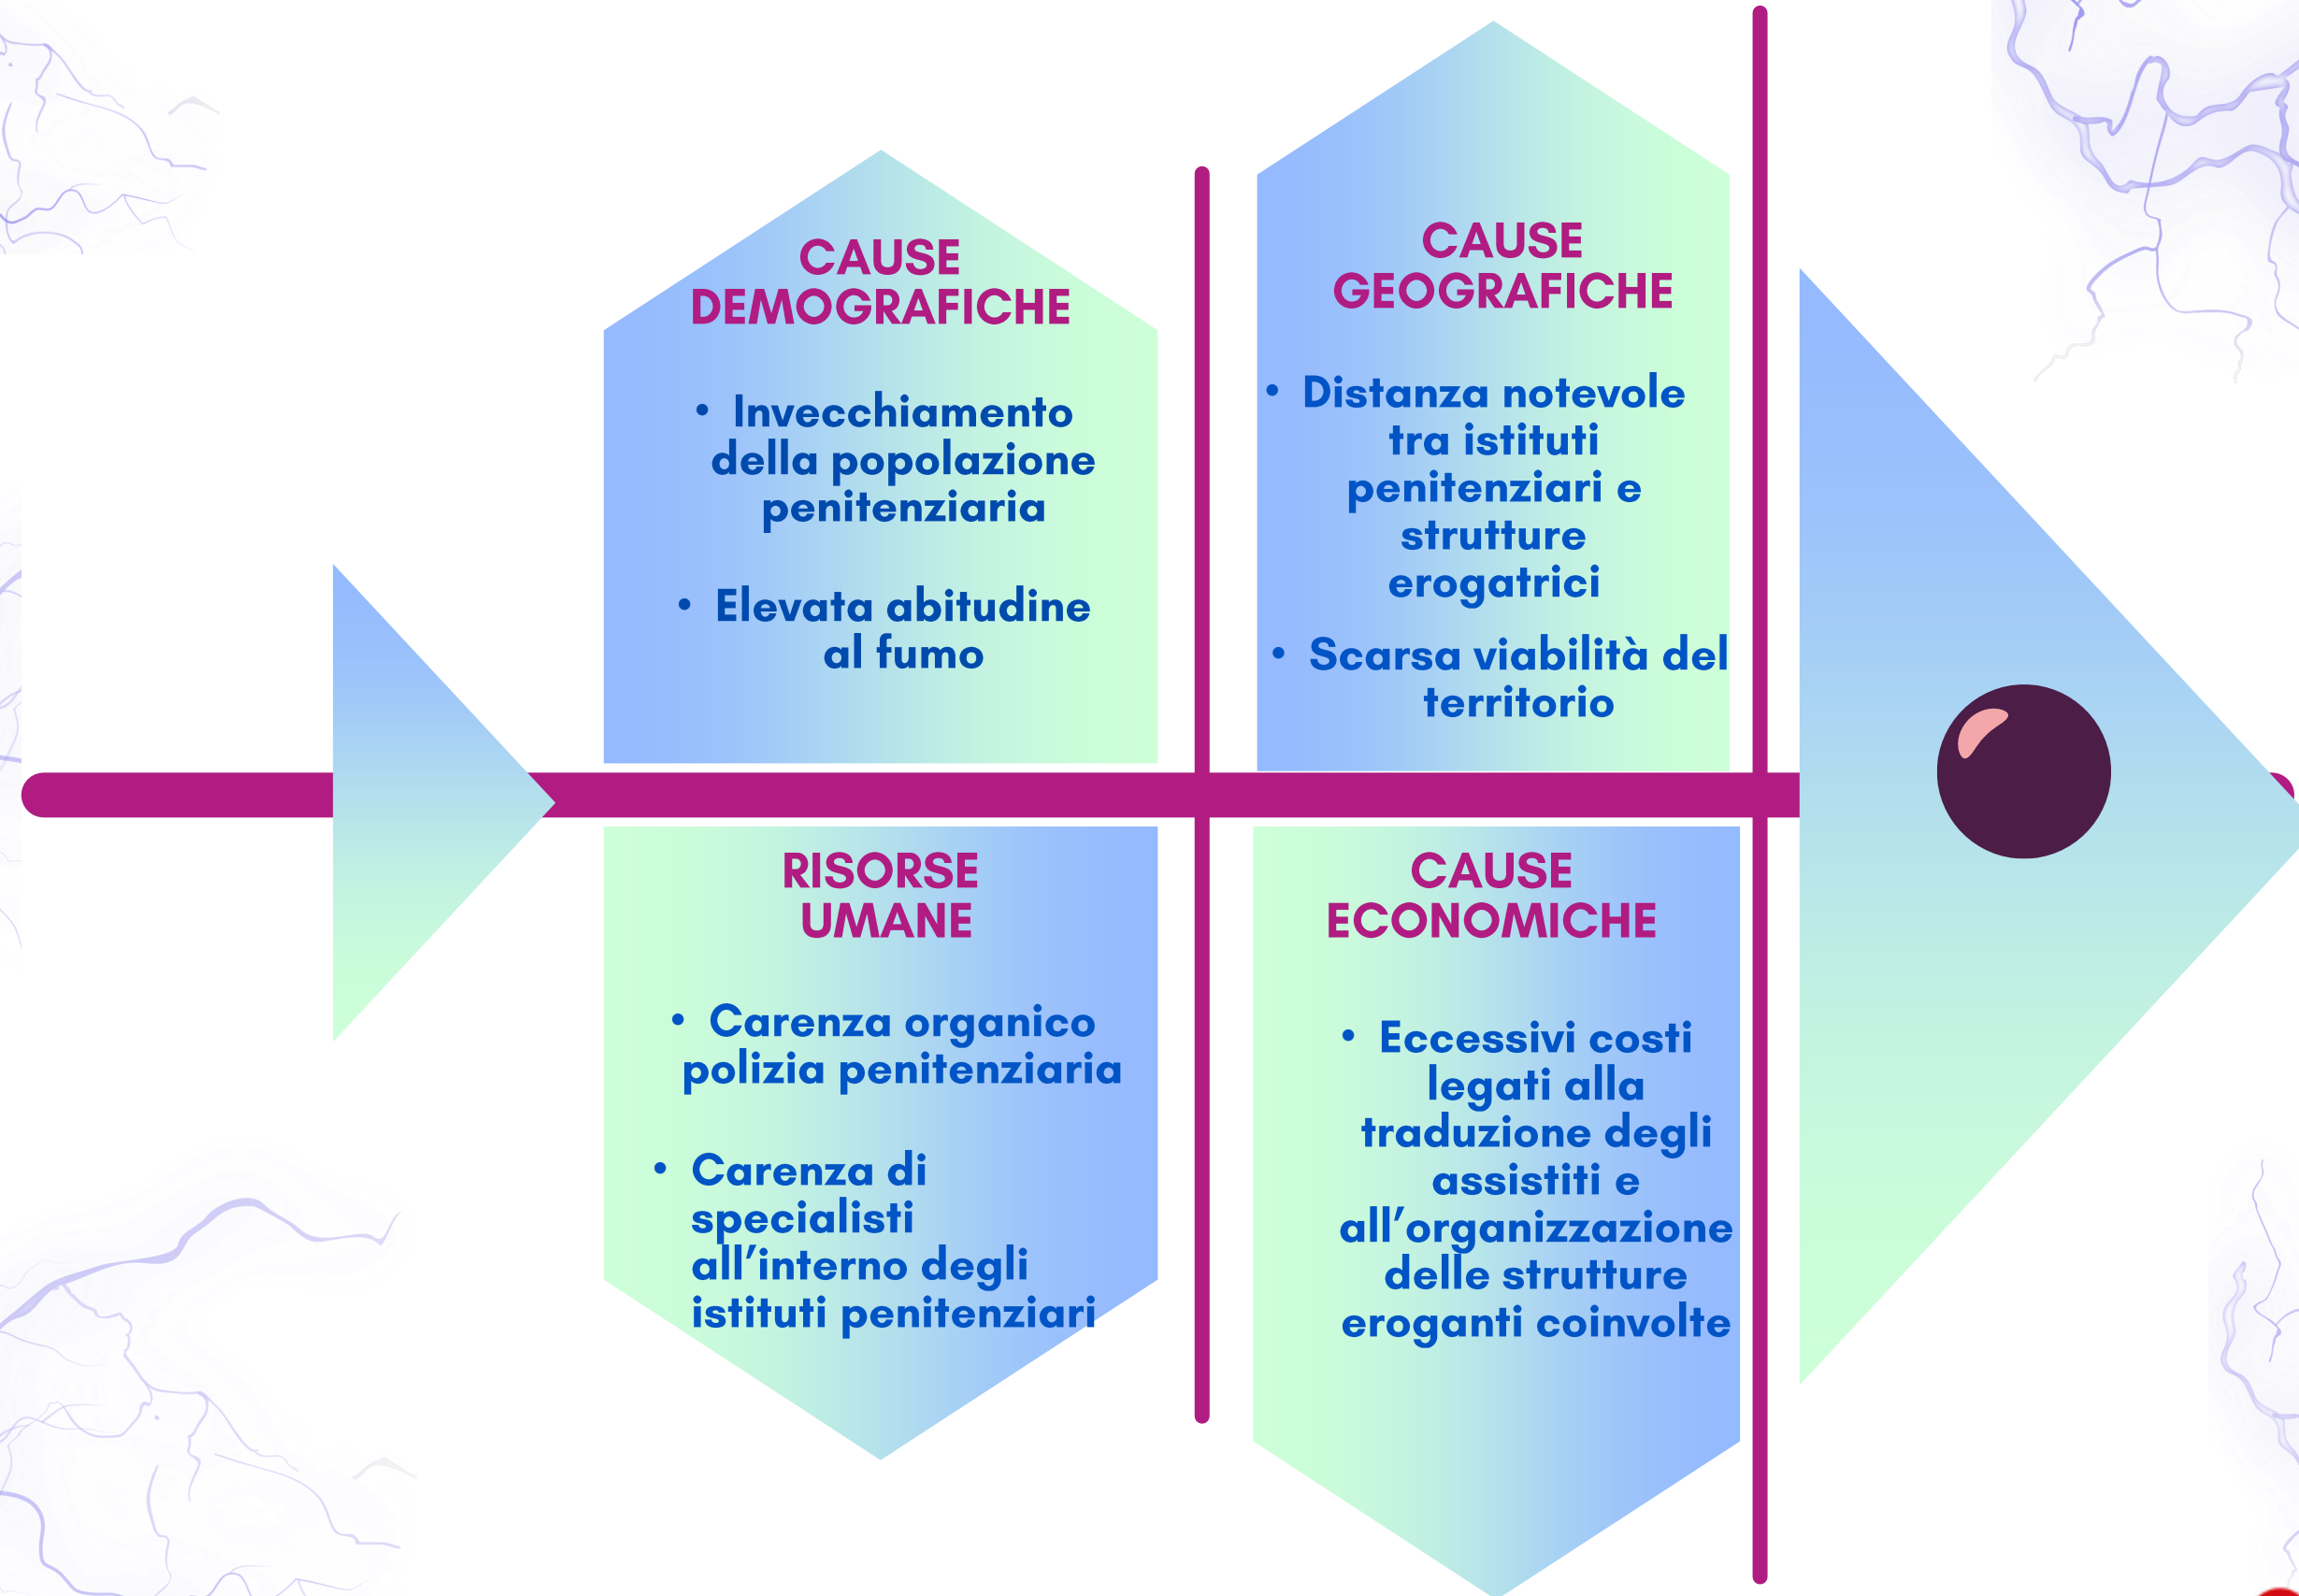 CAUSE
DEMOGRAFICHE
• Invecchiamento
della popolazione
penitenziaria
• Elevata abitudine
al fumo
CAUSE
GEOGRAFICHE
• Distanza notevole
tra istituti
penitenziari e
strutture
erogatrici
• Scarsa viabilità del
territorio
RISORSE
UMANE
• Carenza organico
polizia penitenziaria
• Carenza di
specialisti
all’interno degli
istituti penitenziari
CAUSE
ECONOMICHE
• Eccessivi costi
legati alla
traduzione degli
assistiti e
all’organizzazione
delle strutture
eroganti coinvolte